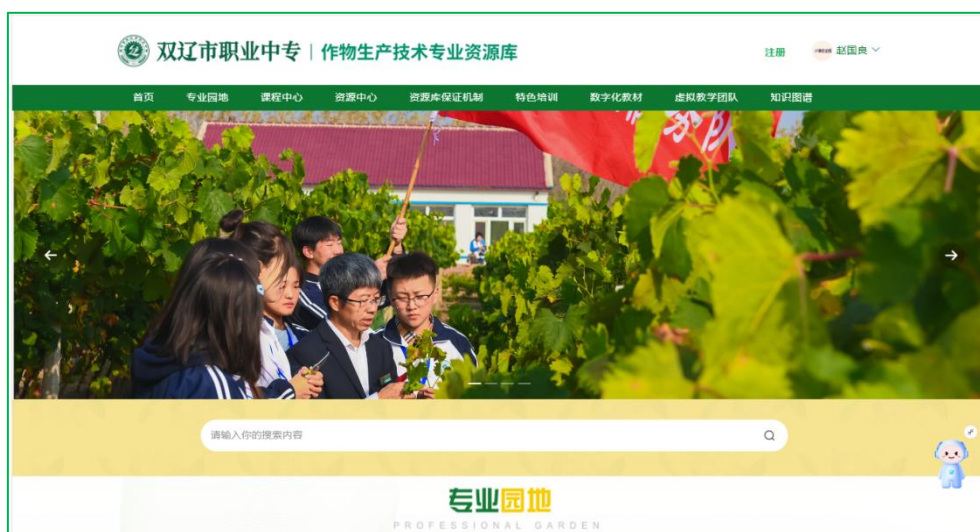 双辽市职业中专 | 作物生产技术专业资源库
注册 赵国良
首页 专业园地 课程中心 资源中心 资源库保证机制 特色培训 数字化教材 虚拟教学团队 知识图谱
请输入你的搜索内容
专业园地
PROFESSIONAL GARDEN